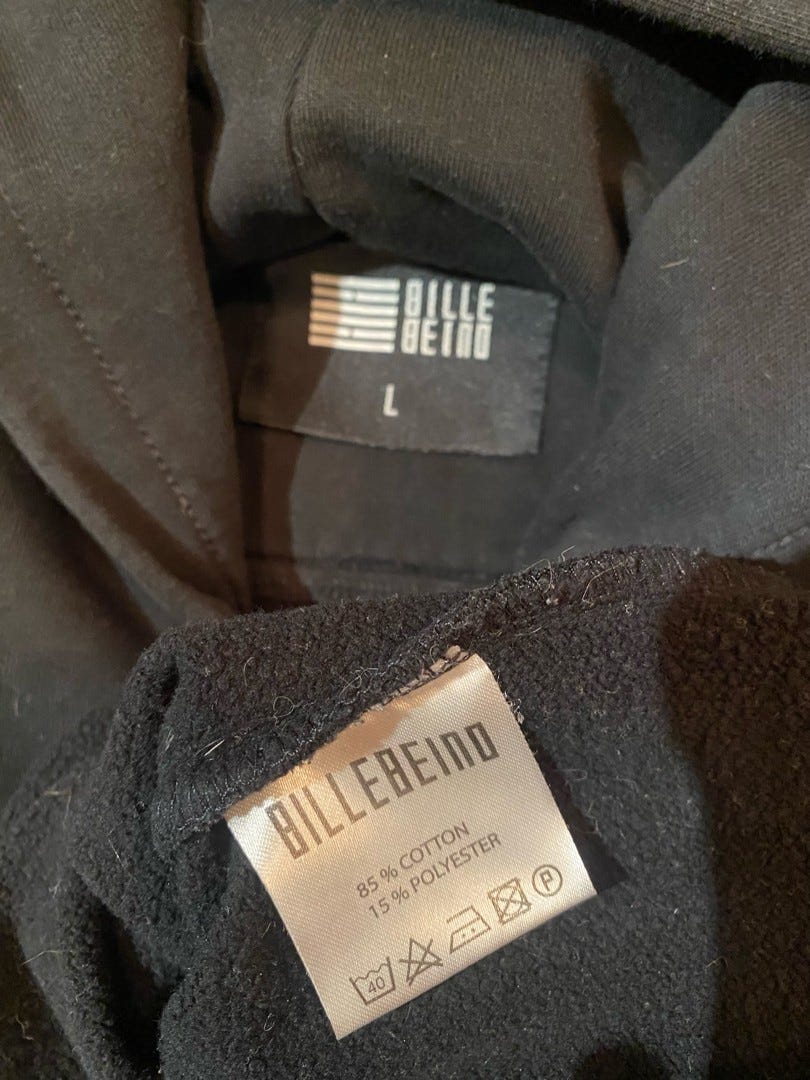 BILLE
BEINO
L
BILLEBEINO
85 % COTTON
15 % POLYESTER
40
P